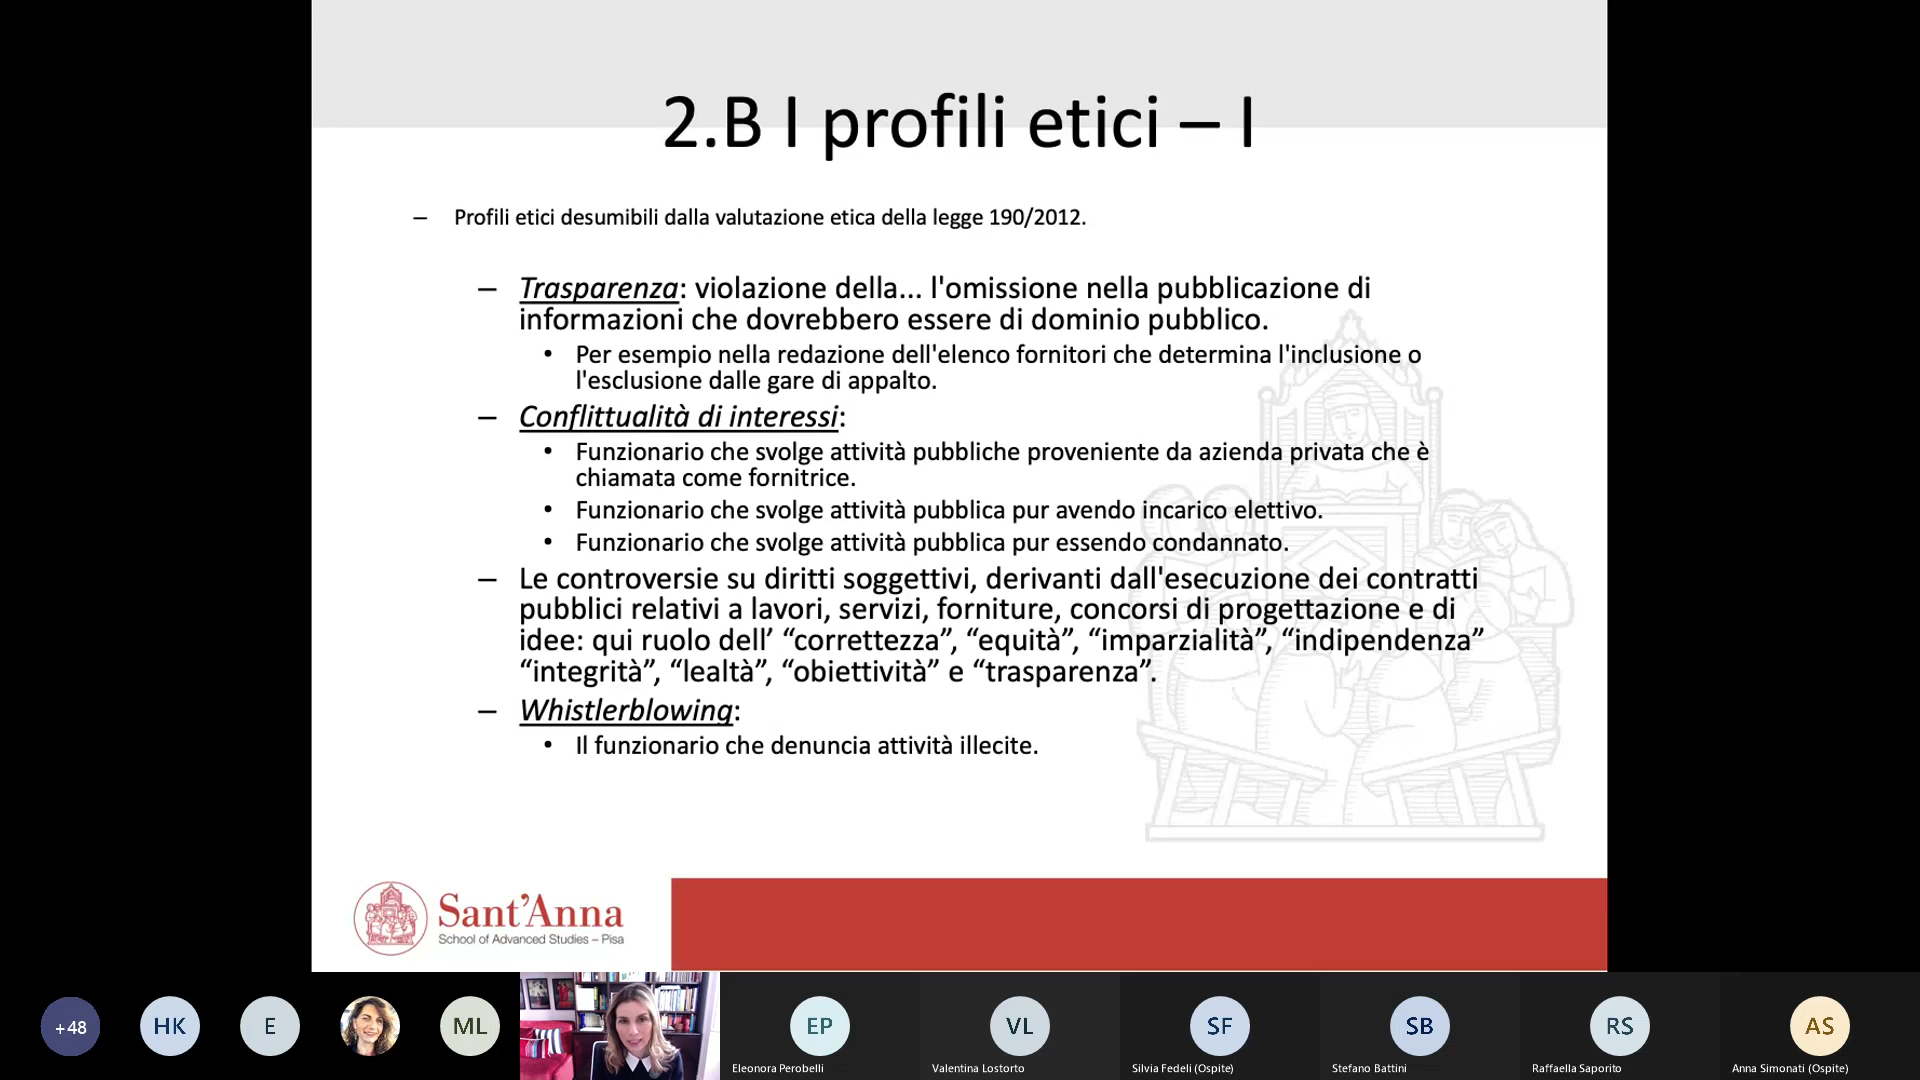 2.B I profili etici – I
– Profili etici desumibili dalla valutazione etica della legge 190/2012.
– Trasparenza: violazione della... l'omissione nella pubblicazione di
informazioni che dovrebbero essere di dominio pubblico.
• Per esempio nella redazione dell'elenco fornitori che determina l'inclusione o
l'esclusione dalle gare di appalto.
– Conflittualità di interessi:
• Funzionario che svolge attività pubbliche proveniente da azienda privata che è
chiamata come fornitrice.
• Funzionario che svolge attività pubblica pur avendo incarico elettivo.
• Funzionario che svolge attività pubblica pur essendo condannato.
– Le controversie su diritti soggettivi, derivanti dall'esecuzione dei contratti
pubblici relativi a lavori, servizi, forniture, concorsi di progettazione e di
idee: qui ruolo dell’ “correttezza”, “equità”, “imparzialità”, “indipendenza”
“integrità”, “lealtà”, “obiettività” e “trasparenza”.
– Whistlerblowing:
• Il funzionario che denuncia attività illecite.
Sant'Anna
School of Advanced Studies – Pisa
+48
HK
E
ML
EP
VL
SF
SB
RS
AS
Eleonora Perobelli
Valentina Lostorto
Silvia Fedeli (Ospite)
Stefano Battini
Raffaella Saporito
Anna Simonati (Ospite)